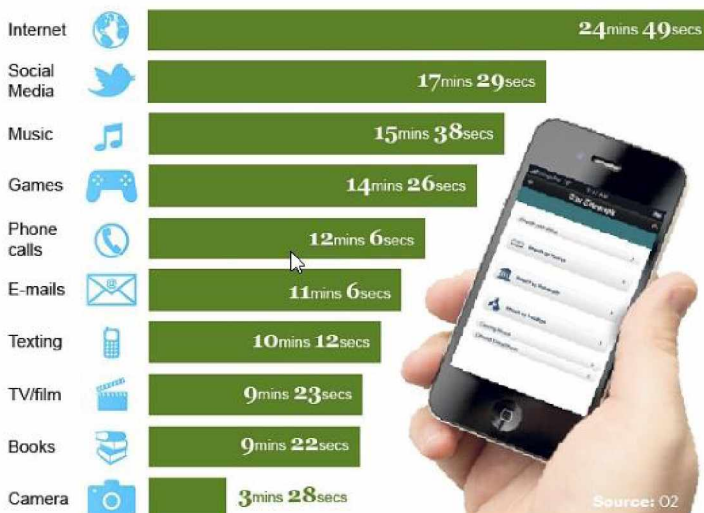 Internet 24mins 49secs
Social
Media 17mins 29secs
Music 15mins 38secs
Games 14mins 26secs
Phone
calls 12mins 6secs
E-mails 11mins 6secs
Texting 10mins 12secs
TV/film 9mins 23secs
Books 9mins 22secs
Camera 3mins 28secs
Source: O2